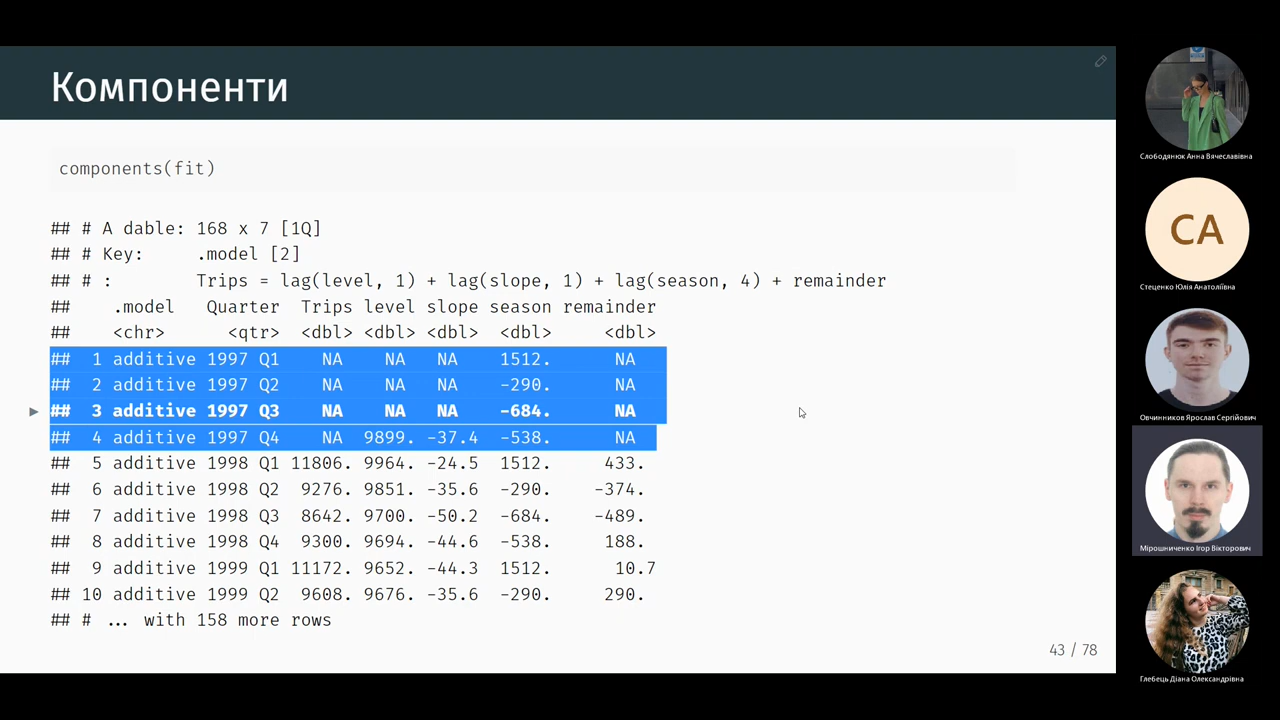 Компоненти
components(fit)
## # A dable: 168 x 7 [1Q]
## # Key:     .model [2]
## # :        Trips = lag(level, 1) + lag(slope, 1) + lag(season, 4) + remainder
##    .model   Quarter  Trips level slope season remainder
##    <chr>      <qtr>  <dbl> <dbl> <dbl>  <dbl>     <dbl>
##  1 additive 1997 Q1    NA    NA   NA    1512.      NA
##  2 additive 1997 Q2    NA    NA   NA    -290.      NA
##  3 additive 1997 Q3    NA    NA   NA    -684.      NA
##  4 additive 1997 Q4    NA  9899. -37.4  -538.      NA
##  5 additive 1998 Q1 11806. 9964. -24.5  1512.     433.
##  6 additive 1998 Q2  9276. 9851. -35.6  -290.    -374.
##  7 additive 1998 Q3  8642. 9700. -50.2  -684.    -489.
##  8 additive 1998 Q4  9300. 9694. -44.6  -538.     188.
##  9 additive 1999 Q1 11172. 9652. -44.3  1512.      10.7
## 10 additive 1999 Q2  9608. 9676. -35.6  -290.     290.
## # … with 158 more rows
43 / 78
Слободянюк Анна Вячеславівна
СА
Стеценко Юлія Анатоліївна
Овчинников Ярослав Сергійович
Мірошниченко Ігор Вікторович
Глебець Діана Олександрівна